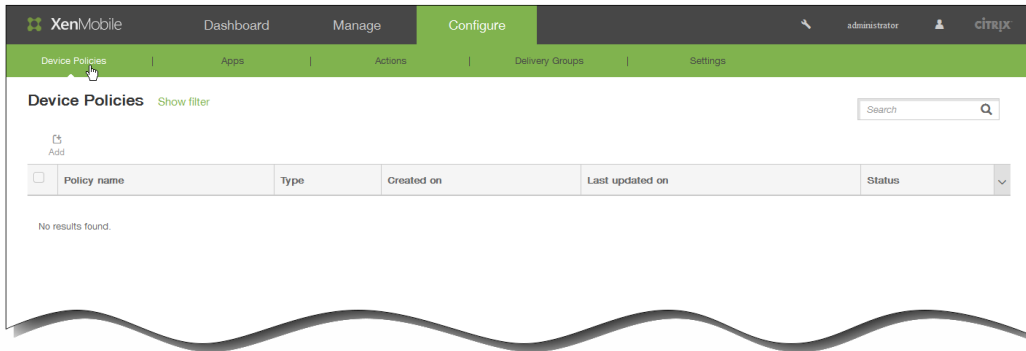 XenMobile Dashboard Manage Configure administrator CITRIX
Device Policies | Apps | Actions | Delivery Groups | Settings
Device Policies Show filter Search
Add
Policy name Type Created on Last updated on Status
No results found.